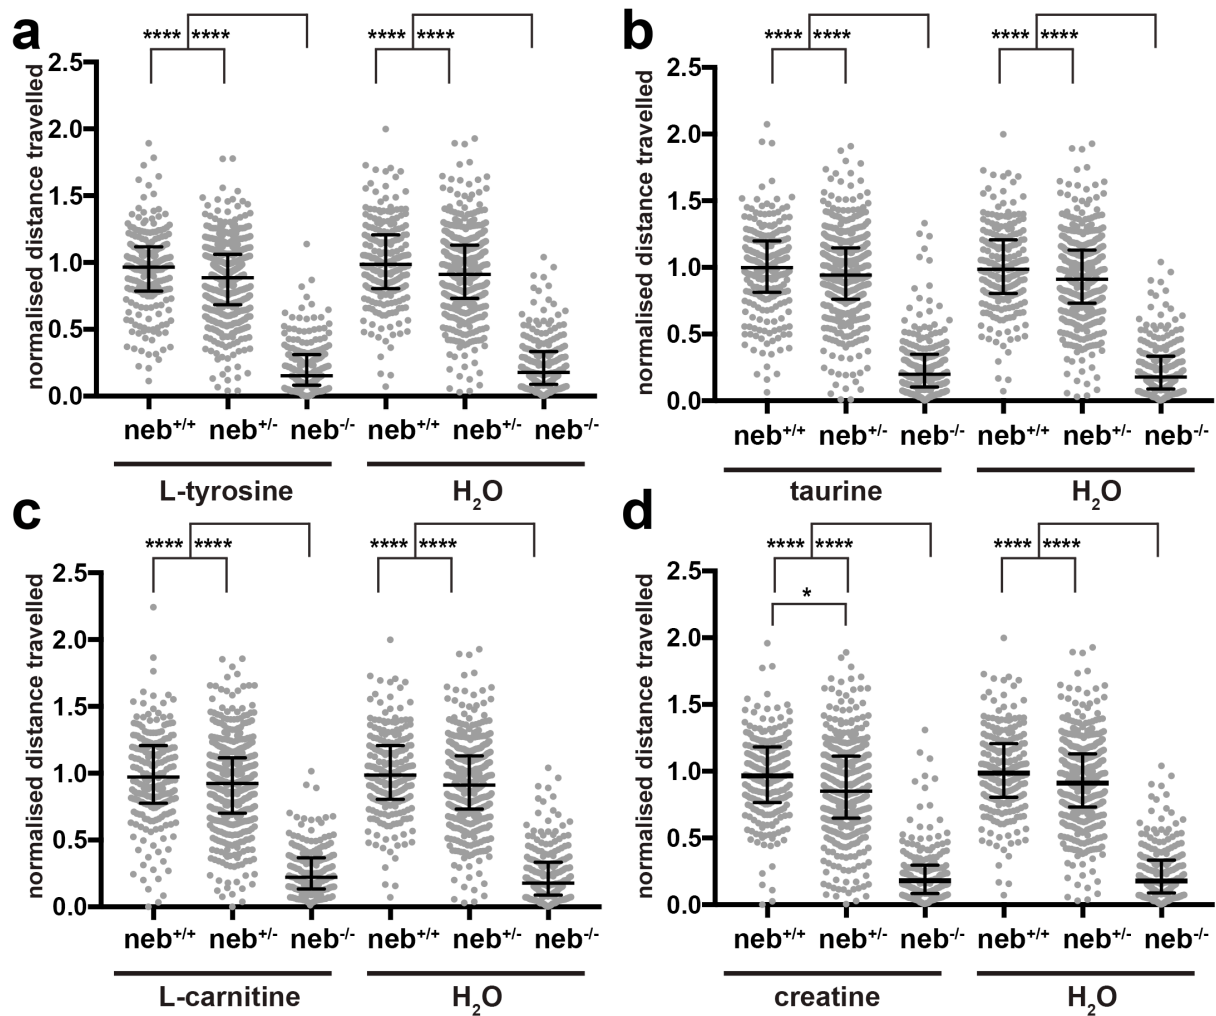 a
**** ****
**** ****
normalised distance travelled
2.5
2.0
1.5
1.0
0.5
0.0
neb+/+ neb+/- neb-/- neb+/+ neb+/- neb-/-
L-tyrosine H2O
b
**** ****
**** ****
normalised distance travelled
2.5
2.0
1.5
1.0
0.5
0.0
neb+/+ neb+/- neb-/- neb+/+ neb+/- neb-/-
taurine H2O
c
**** ****
**** ****
normalised distance travelled
2.5
2.0
1.5
1.0
0.5
0.0
neb+/+ neb+/- neb-/- neb+/+ neb+/- neb-/-
L-carnitine H2O
d
**** ****
**** ****
*
normalised distance travelled
2.5
2.0
1.5
1.0
0.5
0.0
neb+/+ neb+/- neb-/- neb+/+ neb+/- neb-/-
creatine H2O